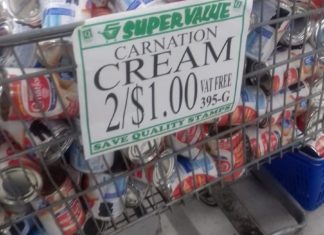 SUPER VALUE
CARNATION
CREAM
2/$1.00
VAT FREE
395-G
SAVE QUALITY STAMPS